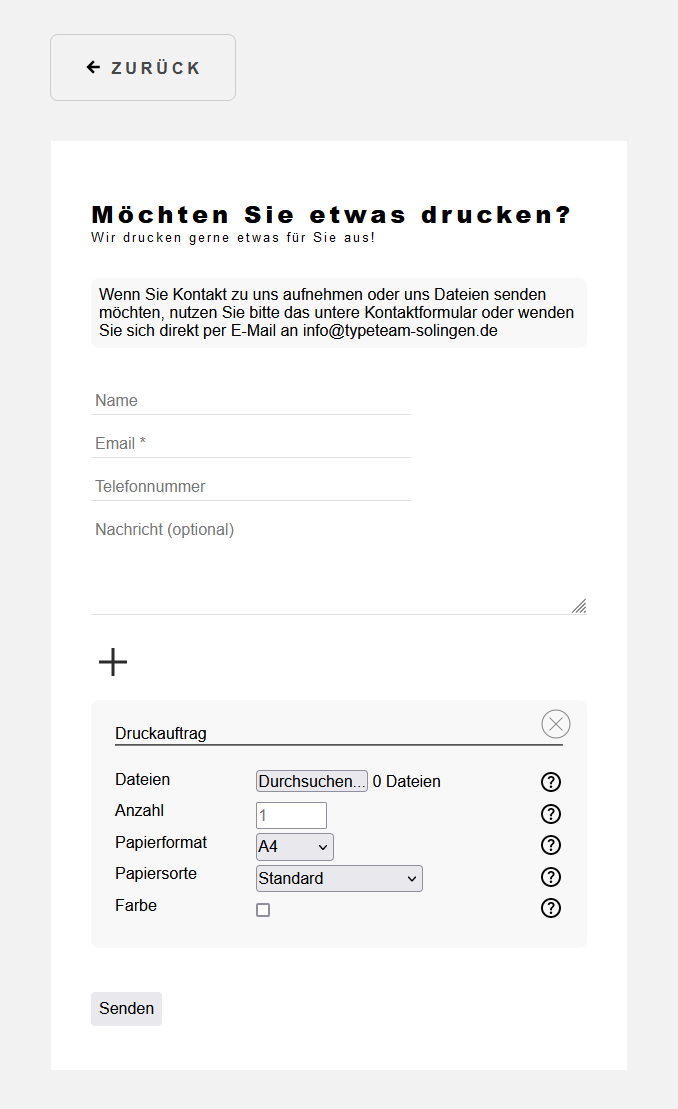 ZURÜCK
Möchten Sie etwas drucken?
Wir drucken gerne etwas für Sie aus!
Wenn Sie Kontakt zu uns aufnehmen oder uns Dateien senden
möchten, nutzen Sie bitte das untere Kontaktformular oder wenden
Sie sich direkt per E-Mail an info@typeteam-solingen.de
Name
Email *
Telefonnummer
Nachricht (optional)
Druckauftrag
Dateien Durchsuchen... 0 Dateien ?
Anzahl 1 ?
Papierformat A4 ?
Papiersorte Standard ?
Farbe ?
Senden